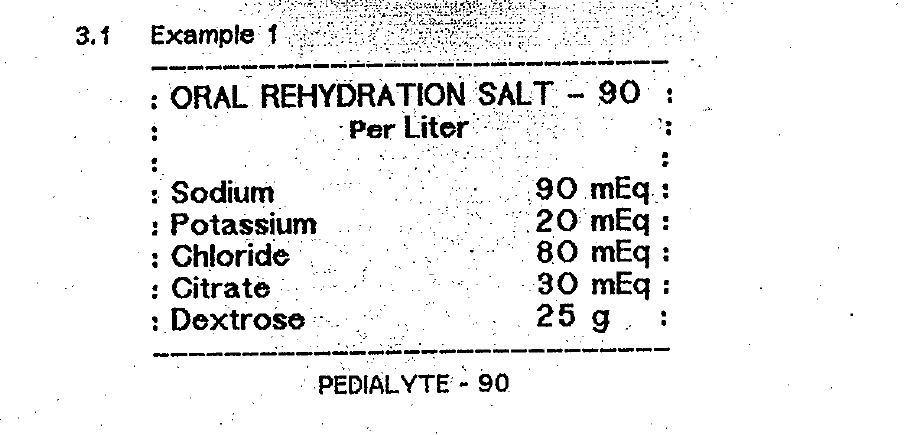 3.1 Example 1
---------------------------------------
: ORAL REHYDRATION SALT - 90 :
: Per Liter :
: :
: Sodium 90 mEq :
: Potassium 20 mEq :
: Chloride 80 mEq :
: Citrate 30 mEq :
: Dextrose 25 g :
---------------------------------------
PEDIALYTE - 90